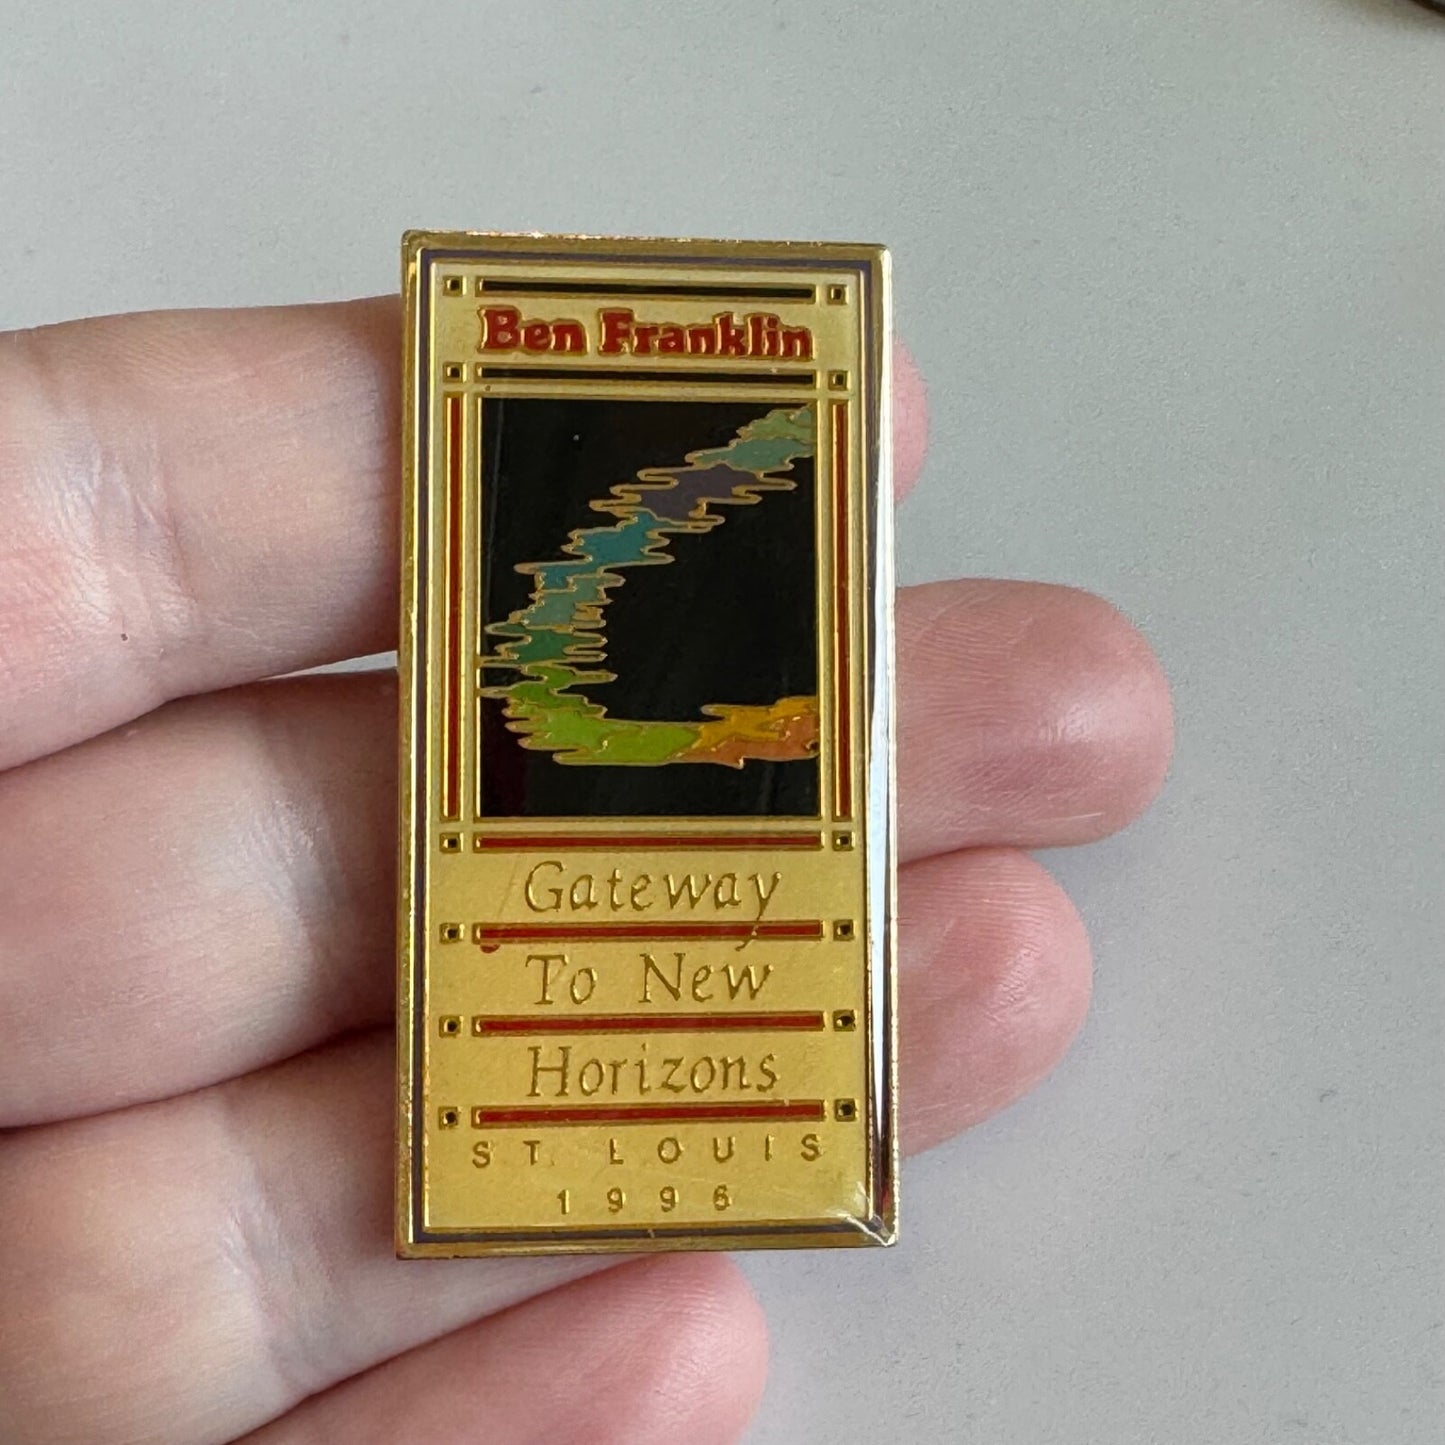 Ben Franklin
Gateway
To New
Horizons
ST. LOUIS
1996